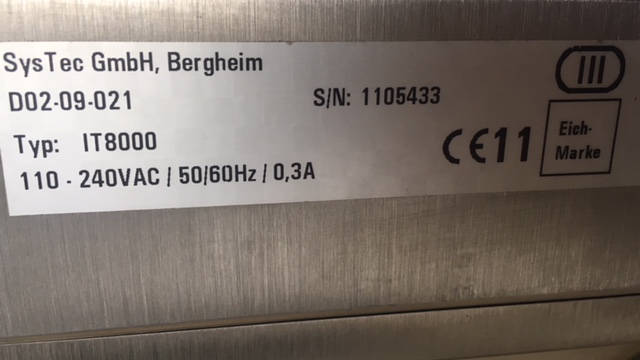 SysTec GmbH, Bergheim
III
D02-09-021 S/N: 1105433
Typ: IT8000
CE11
Eich-
Marke
110 - 240VAC / 50/60Hz / 0,3A